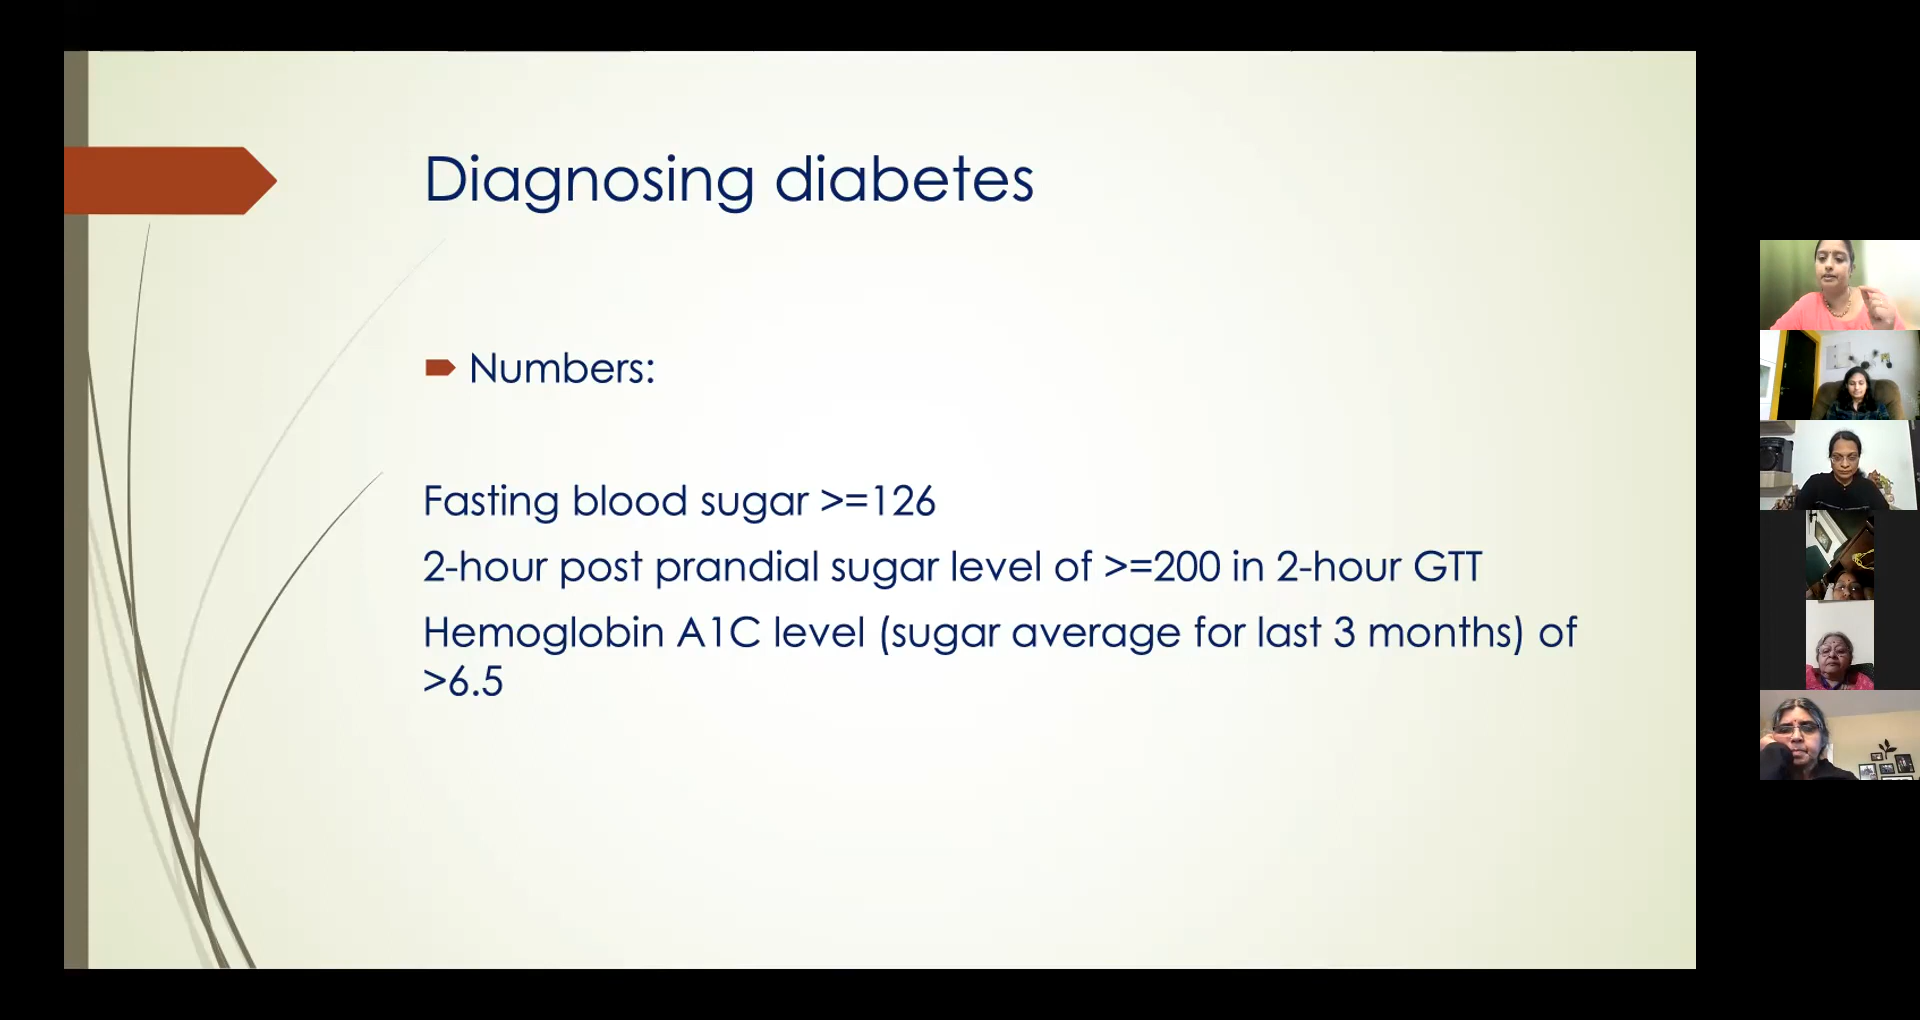 Diagnosing diabetes
Numbers:
Fasting blood sugar >=126
2-hour post prandial sugar level of >=200 in 2-hour GTT
Hemoglobin A1C level (sugar average for last 3 months) of
>6.5